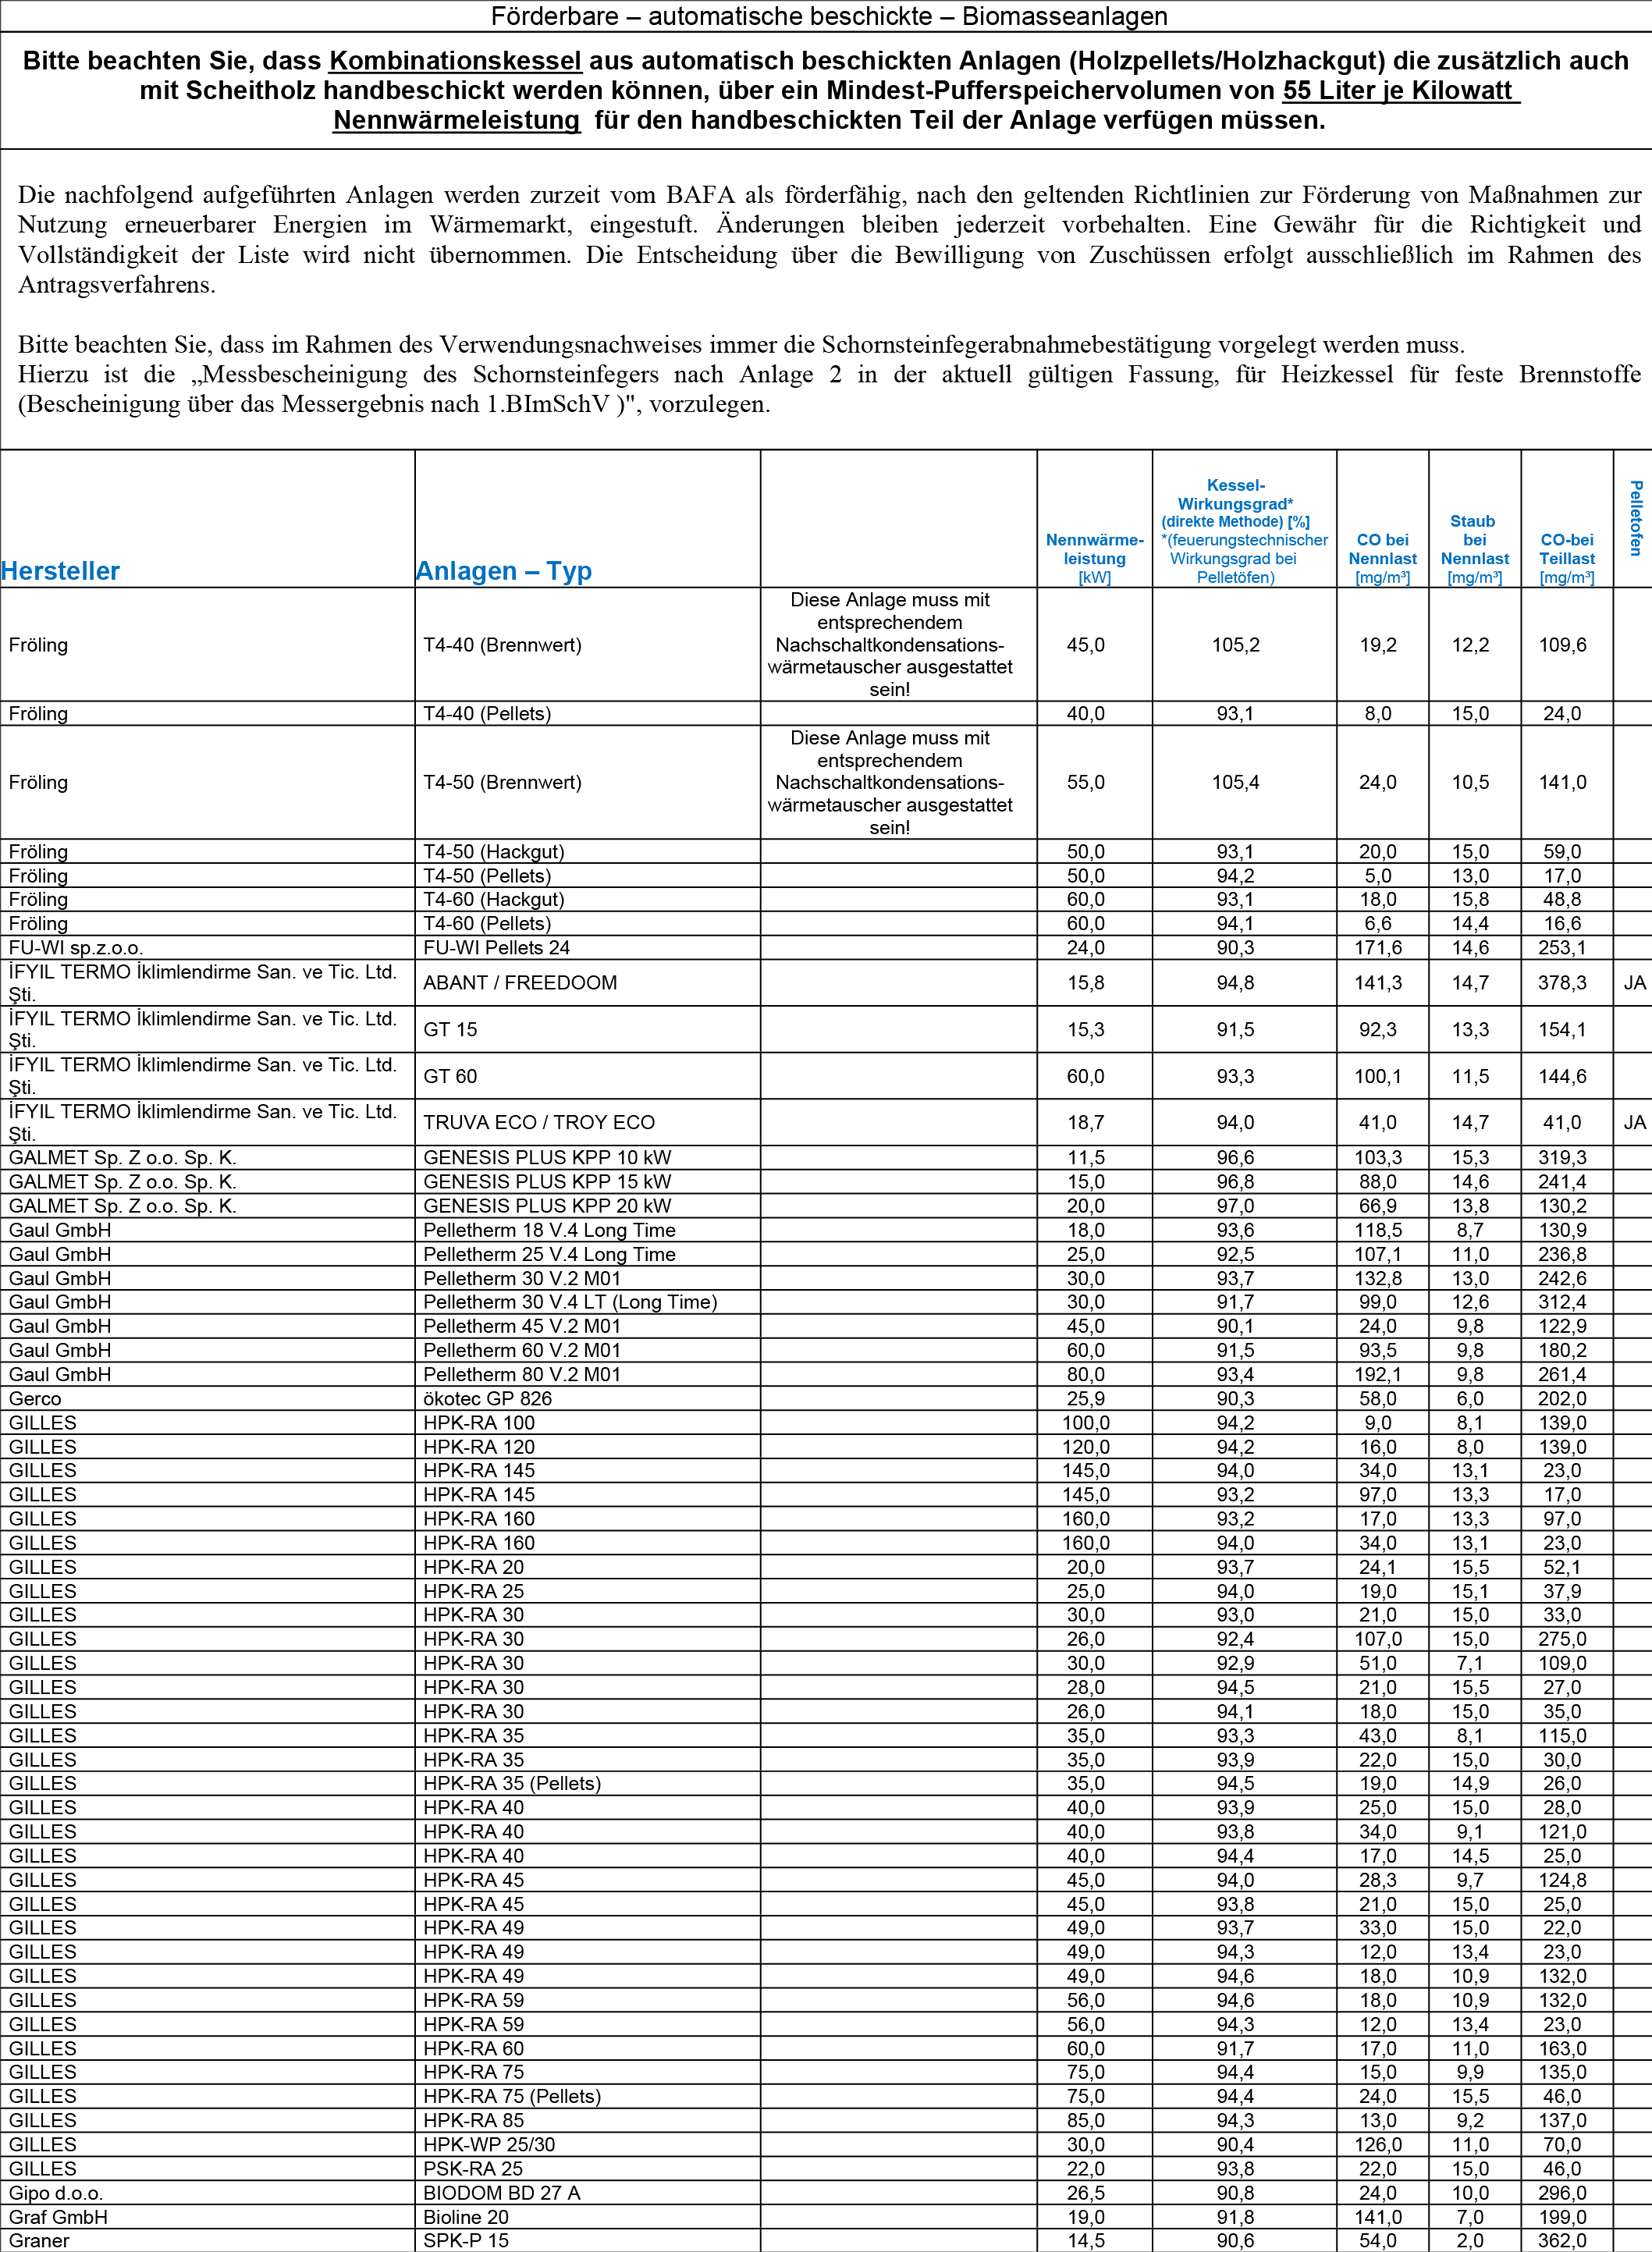 Förderbare – automatische beschickte – Biomasseanlagen
Bitte beachten Sie, dass Kombinationskessel aus automatisch beschickten Anlagen (Holzpellets/Holzhackgut) die zusätzlich auch
mit Scheitholz handbeschickt werden können, über ein Mindest-Pufferspeichervolumen von 55 Liter je Kilowatt
Nennwärmeleistung für den handbeschickten Teil der Anlage verfügen müssen.
Die nachfolgend aufgeführten Anlagen werden zurzeit vom BAFA als förderfähig, nach den geltenden Richtlinien zur Förderung von Maßnahmen zur
Nutzung erneuerbarer Energien im Wärmemarkt, eingestuft. Änderungen bleiben jederzeit vorbehalten. Eine Gewähr für die Richtigkeit und
Vollständigkeit der Liste wird nicht übernommen. Die Entscheidung über die Bewilligung von Zuschüssen erfolgt ausschließlich im Rahmen des
Antragsverfahrens.
Bitte beachten Sie, dass im Rahmen des Verwendungsnachweises immer die Schornsteinfegerabnahmebestätigung vorgelegt werden muss.
Hierzu ist die „Messbescheinigung des Schornsteinfegers nach Anlage 2 in der aktuell gültigen Fassung, für Heizkessel für feste Brennstoffe
(Bescheinigung über das Messergebnis nach 1.BImSchV )", vorzulegen.
Hersteller
Anlagen – Typ
Nennwärme-
leistung
[kW]
Kessel-
Wirkungsgrad*
(direkte Methode) [%]
*(feuerungstechnischer
Wirkungsgrad bei
Pelletöfen)
CO bei
Nennlast
[mg/m³]
Staub
bei
Nennlast
[mg/m³]
CO-bei
Teillast
[mg/m³]
Pelletofen
Diese Anlage muss mit
entsprechendem
Fröling T4-40 (Brennwert) Nachschaltkondensations- 45,0 105,2 19,2 12,2 109,6
wärmetauscher ausgestattet
sein!
Fröling T4-40 (Pellets) 40,0 93,1 8,0 15,0 24,0
Diese Anlage muss mit
entsprechendem
Fröling T4-50 (Brennwert) Nachschaltkondensations- 55,0 105,4 24,0 10,5 141,0
wärmetauscher ausgestattet
sein!
Fröling T4-50 (Hackgut) 50,0 93,1 20,0 15,0 59,0
Fröling T4-50 (Pellets) 50,0 94,2 5,0 13,0 17,0
Fröling T4-60 (Hackgut) 60,0 93,1 18,0 15,8 48,8
Fröling T4-60 (Pellets) 60,0 94,1 6,6 14,4 16,6
FU-WI sp.z.o.o. FU-WI Pellets 24 24,0 90,3 171,6 14,6 253,1
İFYIL TERMO İklimlendirme San. ve Tic. Ltd.
Şti. ABANT / FREEDOOM 15,8 94,8 141,3 14,7 378,3 JA
İFYIL TERMO İklimlendirme San. ve Tic. Ltd.
Şti. GT 15 15,3 91,5 92,3 13,3 154,1
İFYIL TERMO İklimlendirme San. ve Tic. Ltd.
Şti. GT 60 60,0 93,3 100,1 11,5 144,6
İFYIL TERMO İklimlendirme San. ve Tic. Ltd.
Şti. TRUVA ECO / TROY ECO 18,7 94,0 41,0 14,7 41,0 JA
GALMET Sp. Z o.o. Sp. K. GENESIS PLUS KPP 10 kW 11,5 96,6 103,3 15,3 319,3
GALMET Sp. Z o.o. Sp. K. GENESIS PLUS KPP 15 kW 15,0 96,8 88,0 14,6 241,4
GALMET Sp. Z o.o. Sp. K. GENESIS PLUS KPP 20 kW 20,0 97,0 66,9 13,8 130,2
Gaul GmbH Pelletherm 18 V.4 Long Time 18,0 93,6 118,5 8,7 130,9
Gaul GmbH Pelletherm 25 V.4 Long Time 25,0 92,5 107,1 11,0 236,8
Gaul GmbH Pelletherm 30 V.2 M01 30,0 93,7 132,8 13,0 242,6
Gaul GmbH Pelletherm 30 V.4 LT (Long Time) 30,0 91,7 99,0 12,6 312,4
Gaul GmbH Pelletherm 45 V.2 M01 45,0 90,1 24,0 9,8 122,9
Gaul GmbH Pelletherm 60 V.2 M01 60,0 91,5 93,5 9,8 180,2
Gaul GmbH Pelletherm 80 V.2 M01 80,0 93,4 192,1 9,8 261,4
Gerco ökotec GP 826 25,9 90,3 58,0 6,0 202,0
GILLES HPK-RA 100 100,0 94,2 9,0 8,1 139,0
GILLES HPK-RA 120 120,0 94,2 16,0 8,0 139,0
GILLES HPK-RA 145 145,0 94,0 34,0 13,1 23,0
GILLES HPK-RA 145 145,0 93,2 97,0 13,3 17,0
GILLES HPK-RA 160 160,0 93,2 17,0 13,3 97,0
GILLES HPK-RA 160 160,0 94,0 34,0 13,1 23,0
GILLES HPK-RA 20 20,0 93,7 24,1 15,5 52,1
GILLES HPK-RA 25 25,0 94,0 19,0 15,1 37,9
GILLES HPK-RA 30 30,0 93,0 21,0 15,0 33,0
GILLES HPK-RA 30 26,0 92,4 107,0 15,0 275,0
GILLES HPK-RA 30 30,0 92,9 51,0 7,1 109,0
GILLES HPK-RA 30 28,0 94,5 21,0 15,5 27,0
GILLES HPK-RA 30 26,0 94,1 18,0 15,0 35,0
GILLES HPK-RA 35 35,0 93,3 43,0 8,1 115,0
GILLES HPK-RA 35 35,0 93,9 22,0 15,0 30,0
GILLES HPK-RA 35 (Pellets) 35,0 94,5 19,0 14,9 26,0
GILLES HPK-RA 40 40,0 93,9 25,0 15,0 28,0
GILLES HPK-RA 40 40,0 93,8 34,0 9,1 121,0
GILLES HPK-RA 40 40,0 94,4 17,0 14,5 25,0
GILLES HPK-RA 45 45,0 94,0 28,3 9,7 124,8
GILLES HPK-RA 45 45,0 93,8 21,0 15,0 25,0
GILLES HPK-RA 49 49,0 93,7 33,0 15,0 22,0
GILLES HPK-RA 49 49,0 94,3 12,0 13,4 23,0
GILLES HPK-RA 49 49,0 94,6 18,0 10,9 132,0
GILLES HPK-RA 59 56,0 94,6 18,0 10,9 132,0
GILLES HPK-RA 59 56,0 94,3 12,0 13,4 23,0
GILLES HPK-RA 60 60,0 91,7 17,0 11,0 163,0
GILLES HPK-RA 75 75,0 94,4 15,0 9,9 135,0
GILLES HPK-RA 75 (Pellets) 75,0 94,4 24,0 15,5 46,0
GILLES HPK-RA 85 85,0 94,3 13,0 9,2 137,0
GILLES HPK-WP 25/30 30,0 90,4 126,0 11,0 70,0
GILLES PSK-RA 25 22,0 93,8 22,0 15,0 46,0
Gipo d.o.o. BIODOM BD 27 A 26,5 90,8 24,0 10,0 296,0
Graf GmbH Bioline 20 19,0 91,8 141,0 7,0 199,0
Graner SPK-P 15 14,5 90,6 54,0 2,0 362,0